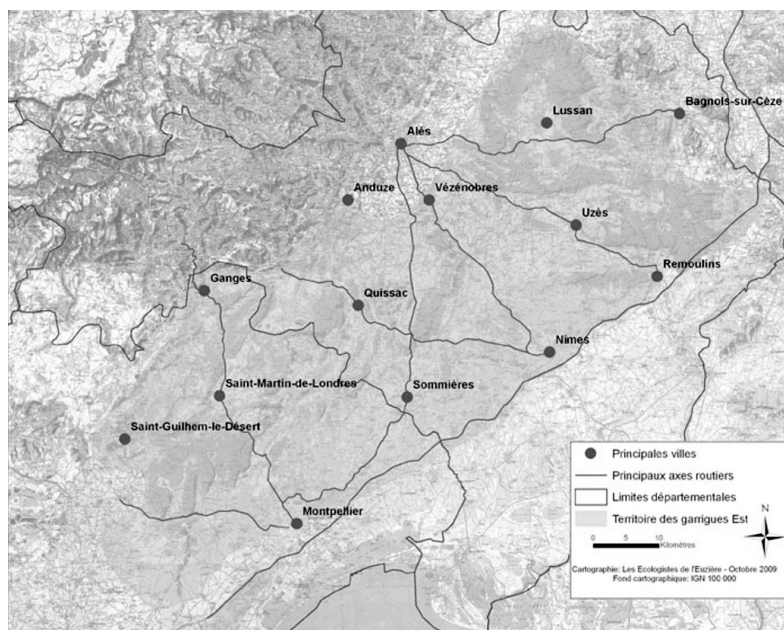 Lussan
Bagnols-sur-Cèze
Alès
Anduze
Vézénobres
Uzès
Remoulins
Ganges
Quissac
Nîmes
Saint-Martin-de-Londres
Sommières
Saint-Guilhem-le-Désert
Montpellier
Principales villes
Principaux axes routiers
Limites départementales
Territoire des garrigues Est
N
0 5 10
Kilomètres
Cartographie: Les Ecologistes de l'Euzière - Octobre 2009
Fond cartographique: IGN 100 000